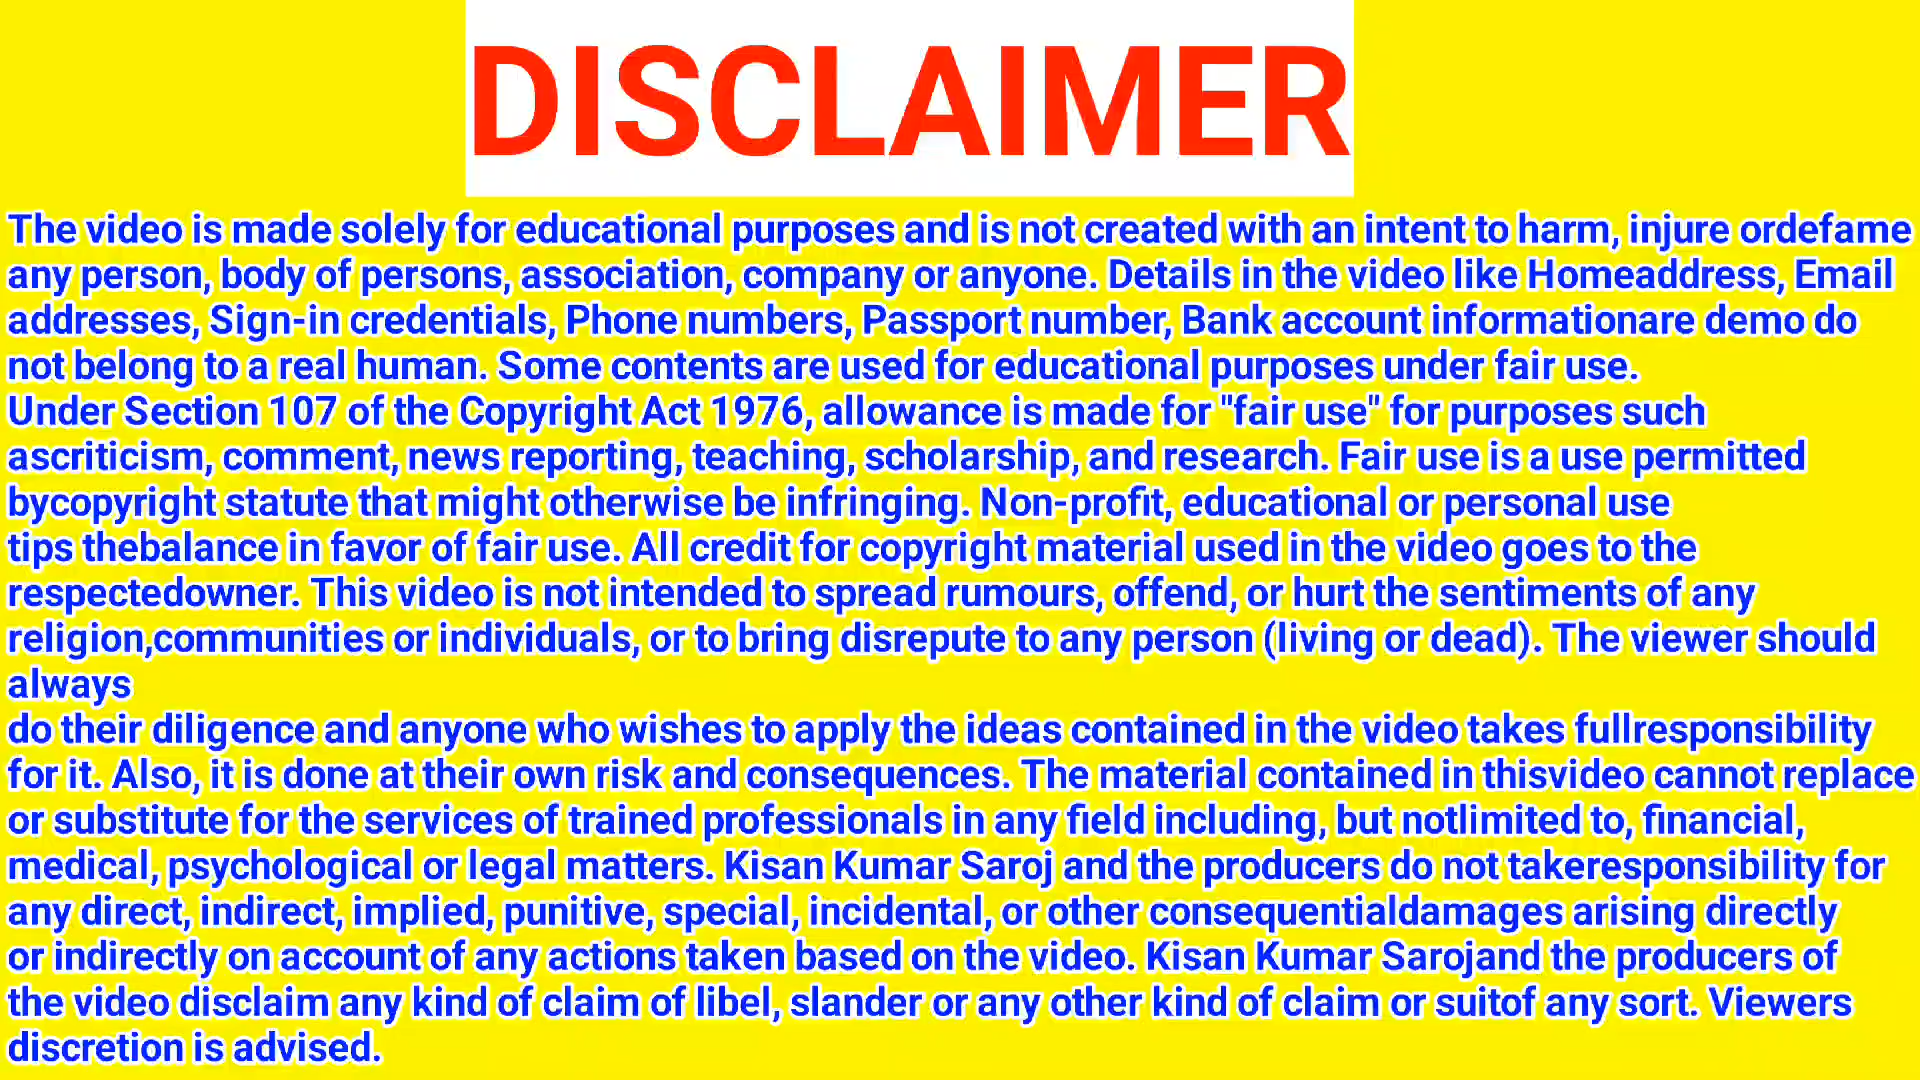 DISCLAIMER
The video is made solely for educational purposes and is not created with an intent to harm, injure ordefame
any person, body of persons, association, company or anyone. Details in the video like Homeaddress, Email
addresses, Sign-in credentials, Phone numbers, Passport number, Bank account informationare demo do
not belong to a real human. Some contents are used for educational purposes under fair use.
Under Section 107 of the Copyright Act 1976, allowance is made for "fair use" for purposes such
ascriticism, comment, news reporting, teaching, scholarship, and research. Fair use is a use permitted
bycopyright statute that might otherwise be infringing. Non-profit, educational or personal use
tips thebalance in favor of fair use. All credit for copyright material used in the video goes to the
respectedowner. This video is not intended to spread rumours, offend, or hurt the sentiments of any
religion,communities or individuals, or to bring disrepute to any person (living or dead). The viewer should
always
do their diligence and anyone who wishes to apply the ideas contained in the video takes fullresponsibility
for it. Also, it is done at their own risk and consequences. The material contained in thisvideo cannot replace
or substitute for the services of trained professionals in any field including, but notlimited to, financial,
medical, psychological or legal matters. Kisan Kumar Saroj and the producers do not takeresponsibility for
any direct, indirect, implied, punitive, special, incidental, or other consequentialdamages arising directly
or indirectly on account of any actions taken based on the video. Kisan Kumar Sarojand the producers of
the video disclaim any kind of claim of libel, slander or any other kind of claim or suitof any sort. Viewers
discretion is advised.